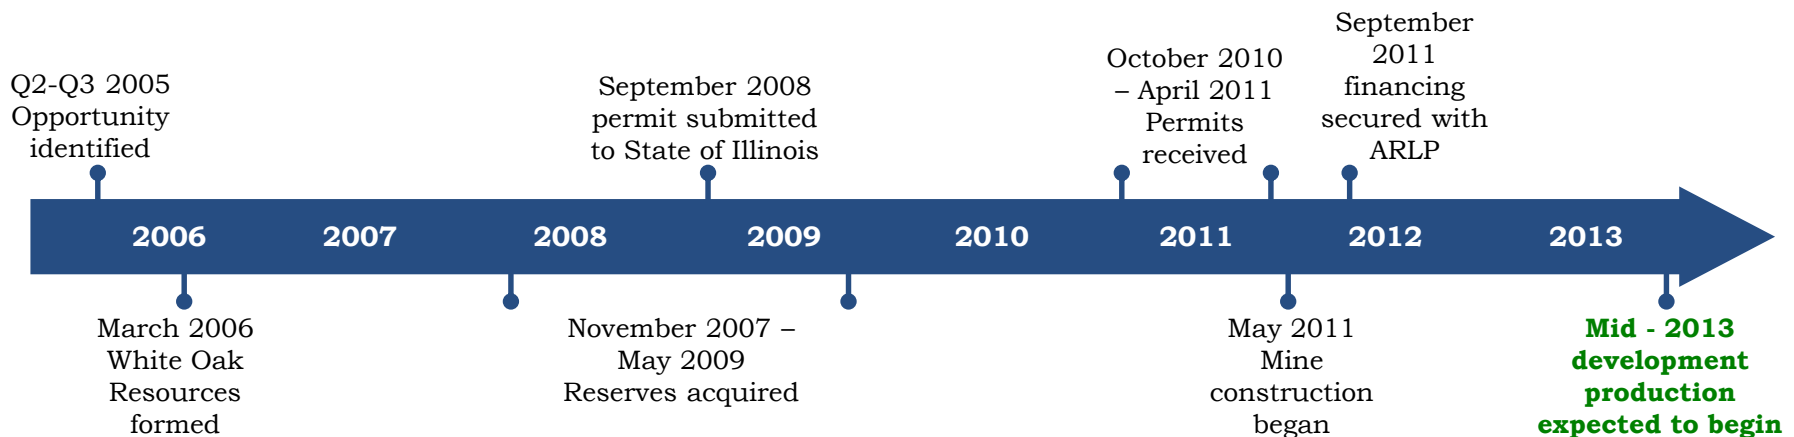 Q2-Q3 2005
Opportunity
identified
September 2008
permit submitted
to State of Illinois
October 2010
– April 2011
Permits
received
September
2011
financing
secured with
ARLP
2006
2007
2008
2009
2010
2011
2012
2013
March 2006
White Oak
Resources
formed
November 2007 –
May 2009
Reserves acquired
May 2011
Mine
construction
began
Mid - 2013
development
production
expected to begin